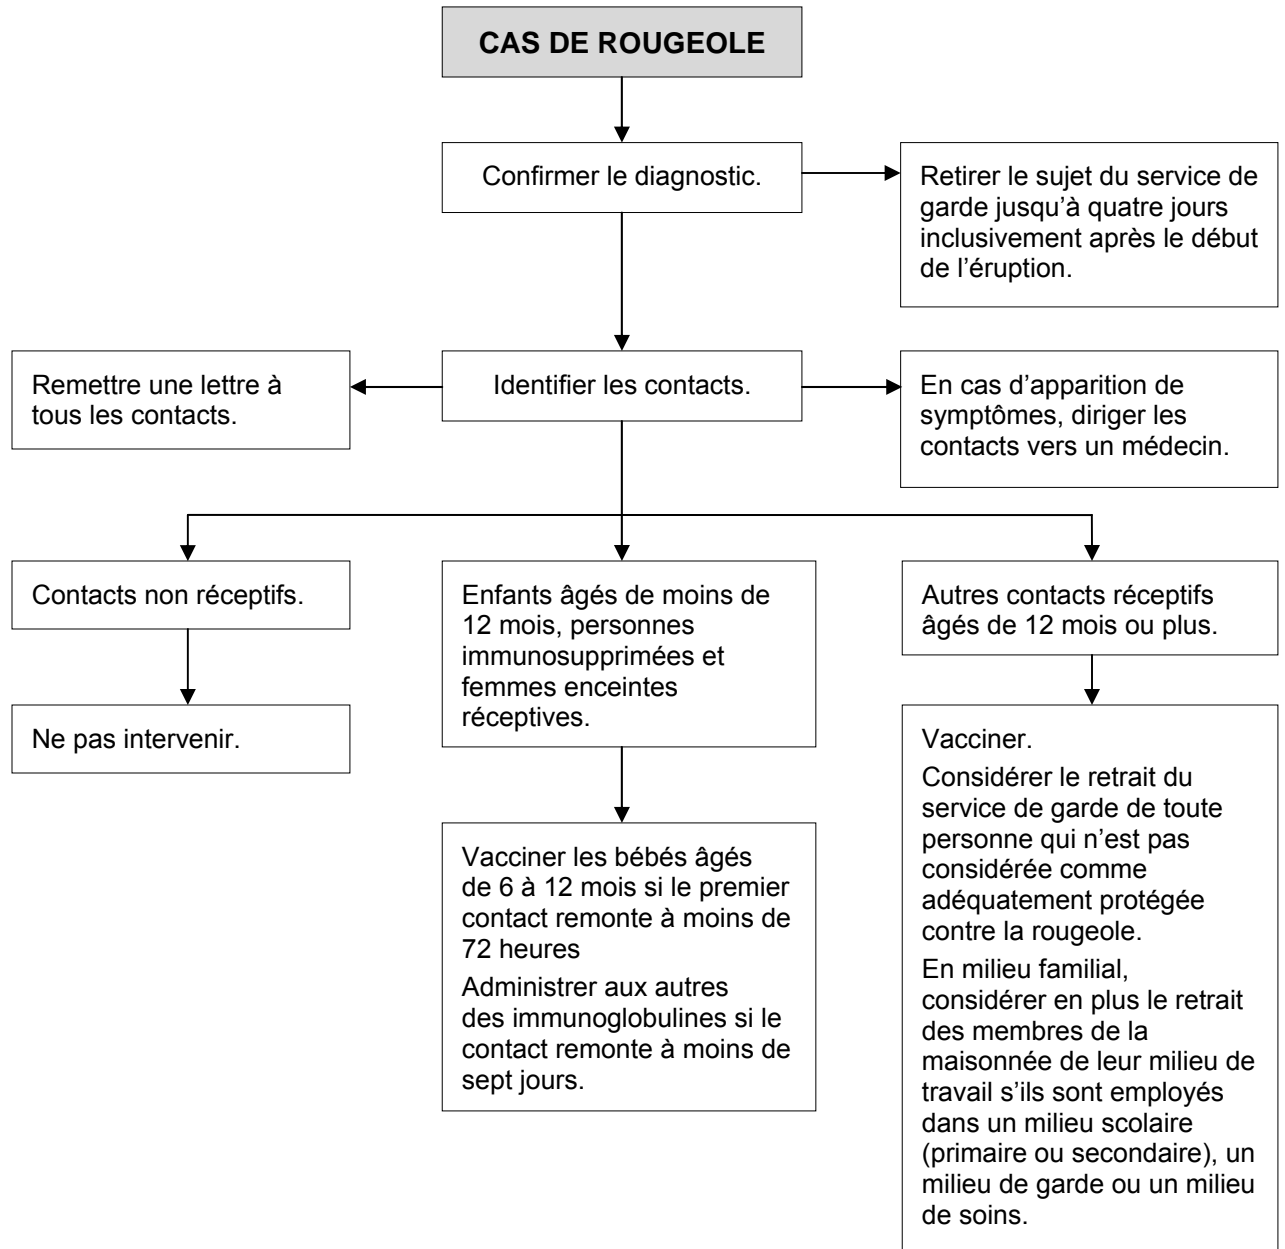 CAS DE ROUGEOLE
Confirmer le diagnostic.
Retirer le sujet du service de
garde jusqu’à quatre jours
inclusivement après le début
de l’éruption.
Remettre une lettre à
tous les contacts.
Identifier les contacts.
En cas d’apparition de
symptômes, diriger les
contacts vers un médecin.
Contacts non réceptifs.
Ne pas intervenir.
Enfants âgés de moins de
12 mois, personnes
immunosupprimées et
femmes enceintes
réceptives.
Vacciner les bébés âgés
de 6 à 12 mois si le premier
contact remonte à moins de
72 heures
Administrer aux autres
des immunoglobulines si le
contact remonte à moins de
sept jours.
Autres contacts réceptifs
âgés de 12 mois ou plus.
Vacciner.
Considérer le retrait du
service de garde de toute
personne qui n’est pas
considérée comme
adéquatement protégée
contre la rougeole.
En milieu familial,
considérer en plus le retrait
des membres de la
maisonnée de leur milieu de
travail s’ils sont employés
dans un milieu scolaire
(primaire ou secondaire), un
milieu de garde ou un milieu
de soins.